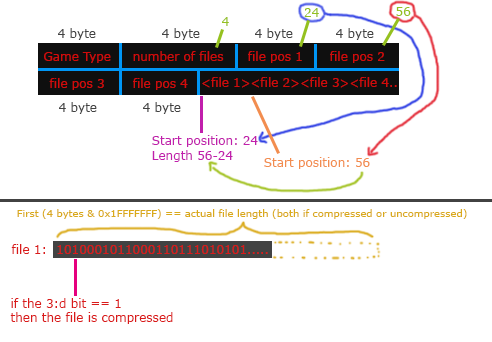 4 byte 4 byte 4 byte 4 byte
4 24 56
Game Type number of files file pos 1 file pos 2
file pos 3 file pos 4 <file 1><file 2><file 3><file 4..
4 byte 4 byte
Start position: 24
Length 56-24
Start position: 56
First (4 bytes & 0x1FFFFFFF) == actual file length (both if compressed or uncompressed)
file 1: 1010001011000110111010101.....
if the 3:d bit == 1
then the file is compressed